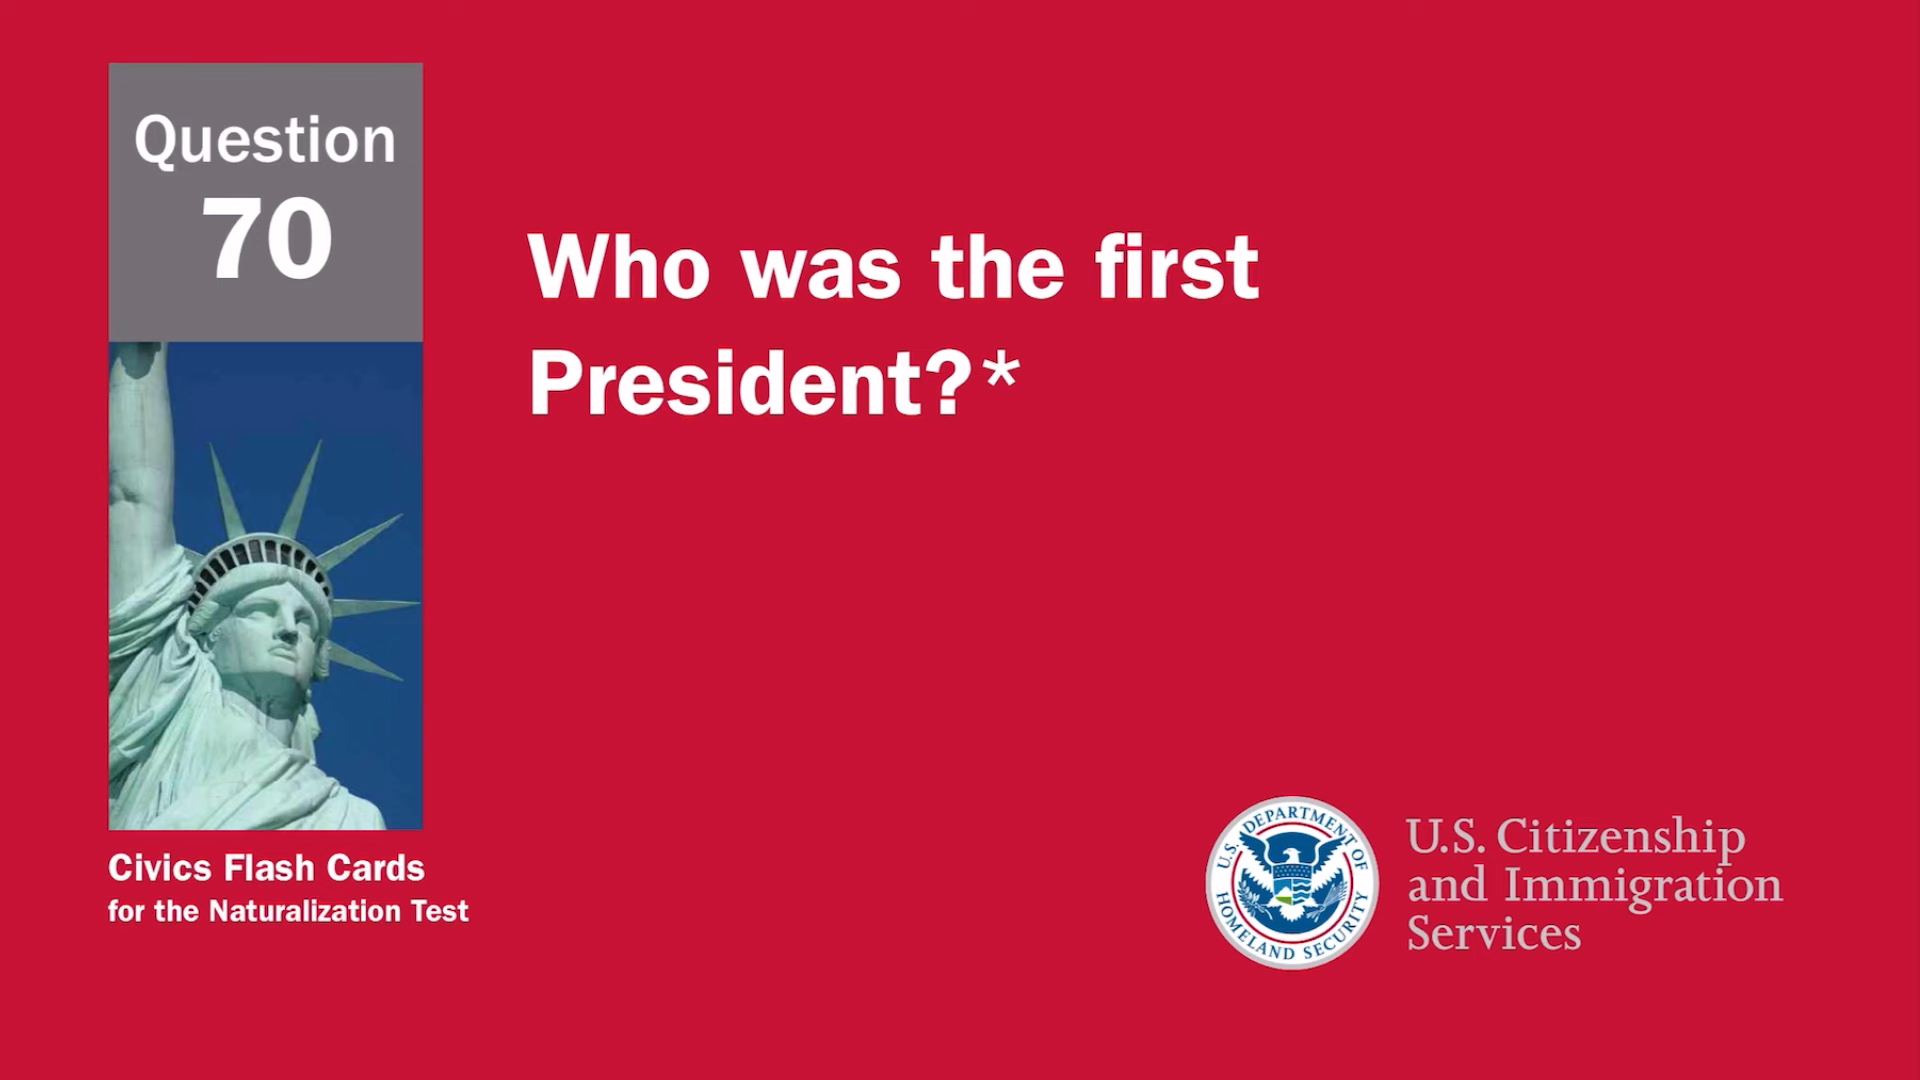 Question
70
Who was the first
President?*
Civics Flash Cards
for the Naturalization Test
U.S. DEPARTMENT OF
HOMELAND SECURITY
U.S. Citizenship
and Immigration
Services